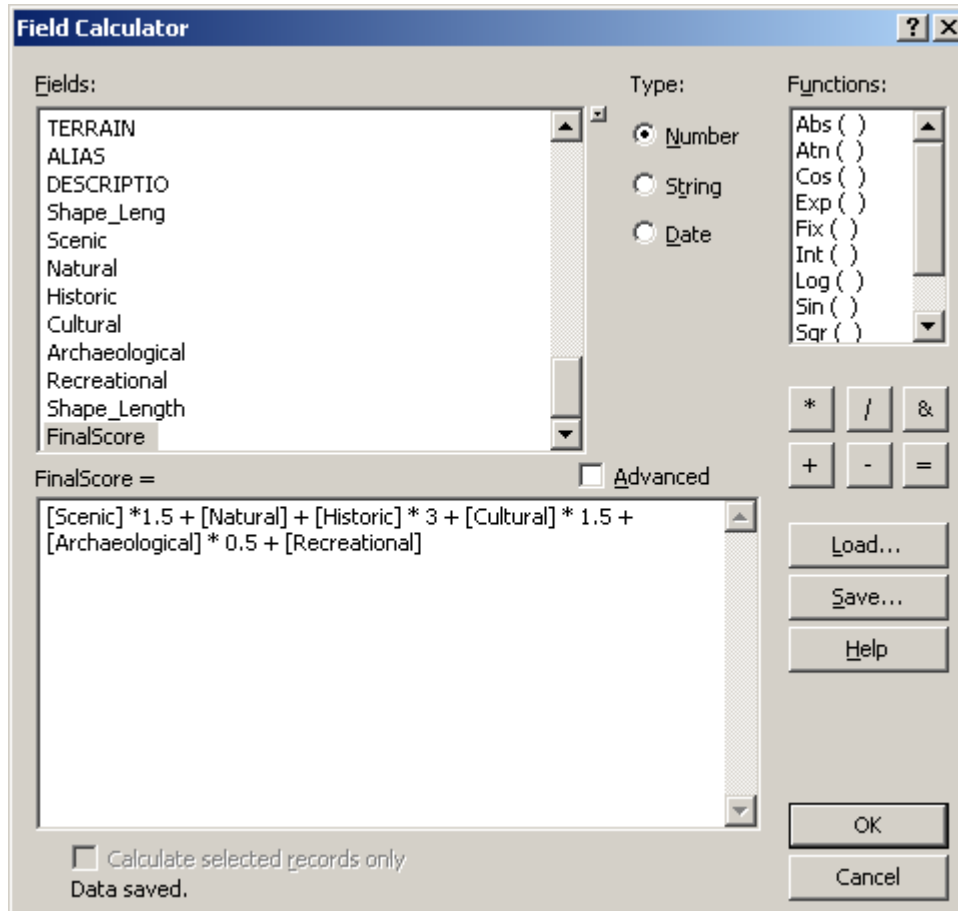 Field Calculator
? X
Fields:
TERRAIN
ALIAS
DESCRIPTIO
Shape_Leng
Scenic
Natural
Historic
Cultural
Archaeological
Recreational
Shape_Length
FinalScore
Type:
Number
String
Date
Functions:
Abs ( )
Atn ( )
Cos ( )
Exp ( )
Fix ( )
Int ( )
Log ( )
Sin ( )
Sqr ( )
* / &
+ - =
FinalScore =
Advanced
[Scenic] *1.5 + [Natural] + [Historic] * 3 + [Cultural] * 1.5 +
[Archaeological] * 0.5 + [Recreational]
Load...
Save...
Help
Calculate selected records only
Data saved.
OK
Cancel